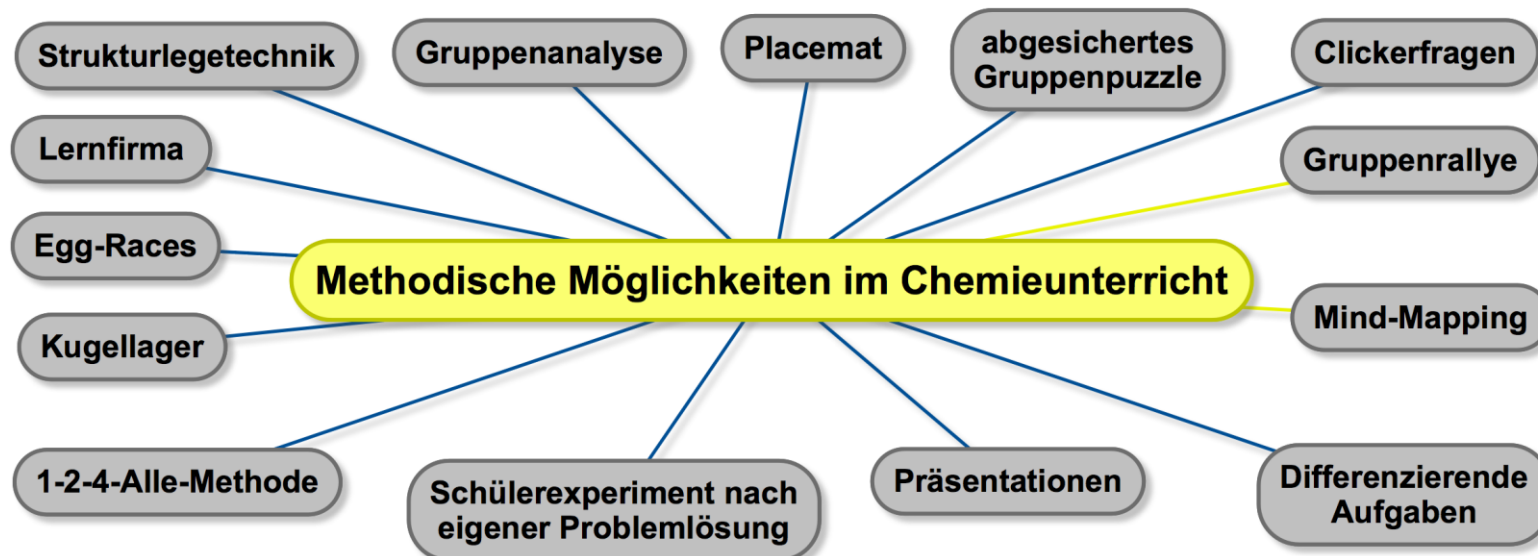 Strukturlegetechnik
Gruppenanalyse
Placemat
abgesichertes
Gruppenpuzzle
Clickerfragen
Lernfirma
Gruppenrallye
Egg-Races
Methodische Möglichkeiten im Chemieunterricht
Mind-Mapping
Kugellager
1-2-4-Alle-Methode
Schülerexperiment nach
eigener Problemlösung
Präsentationen
Differenzierende
Aufgaben